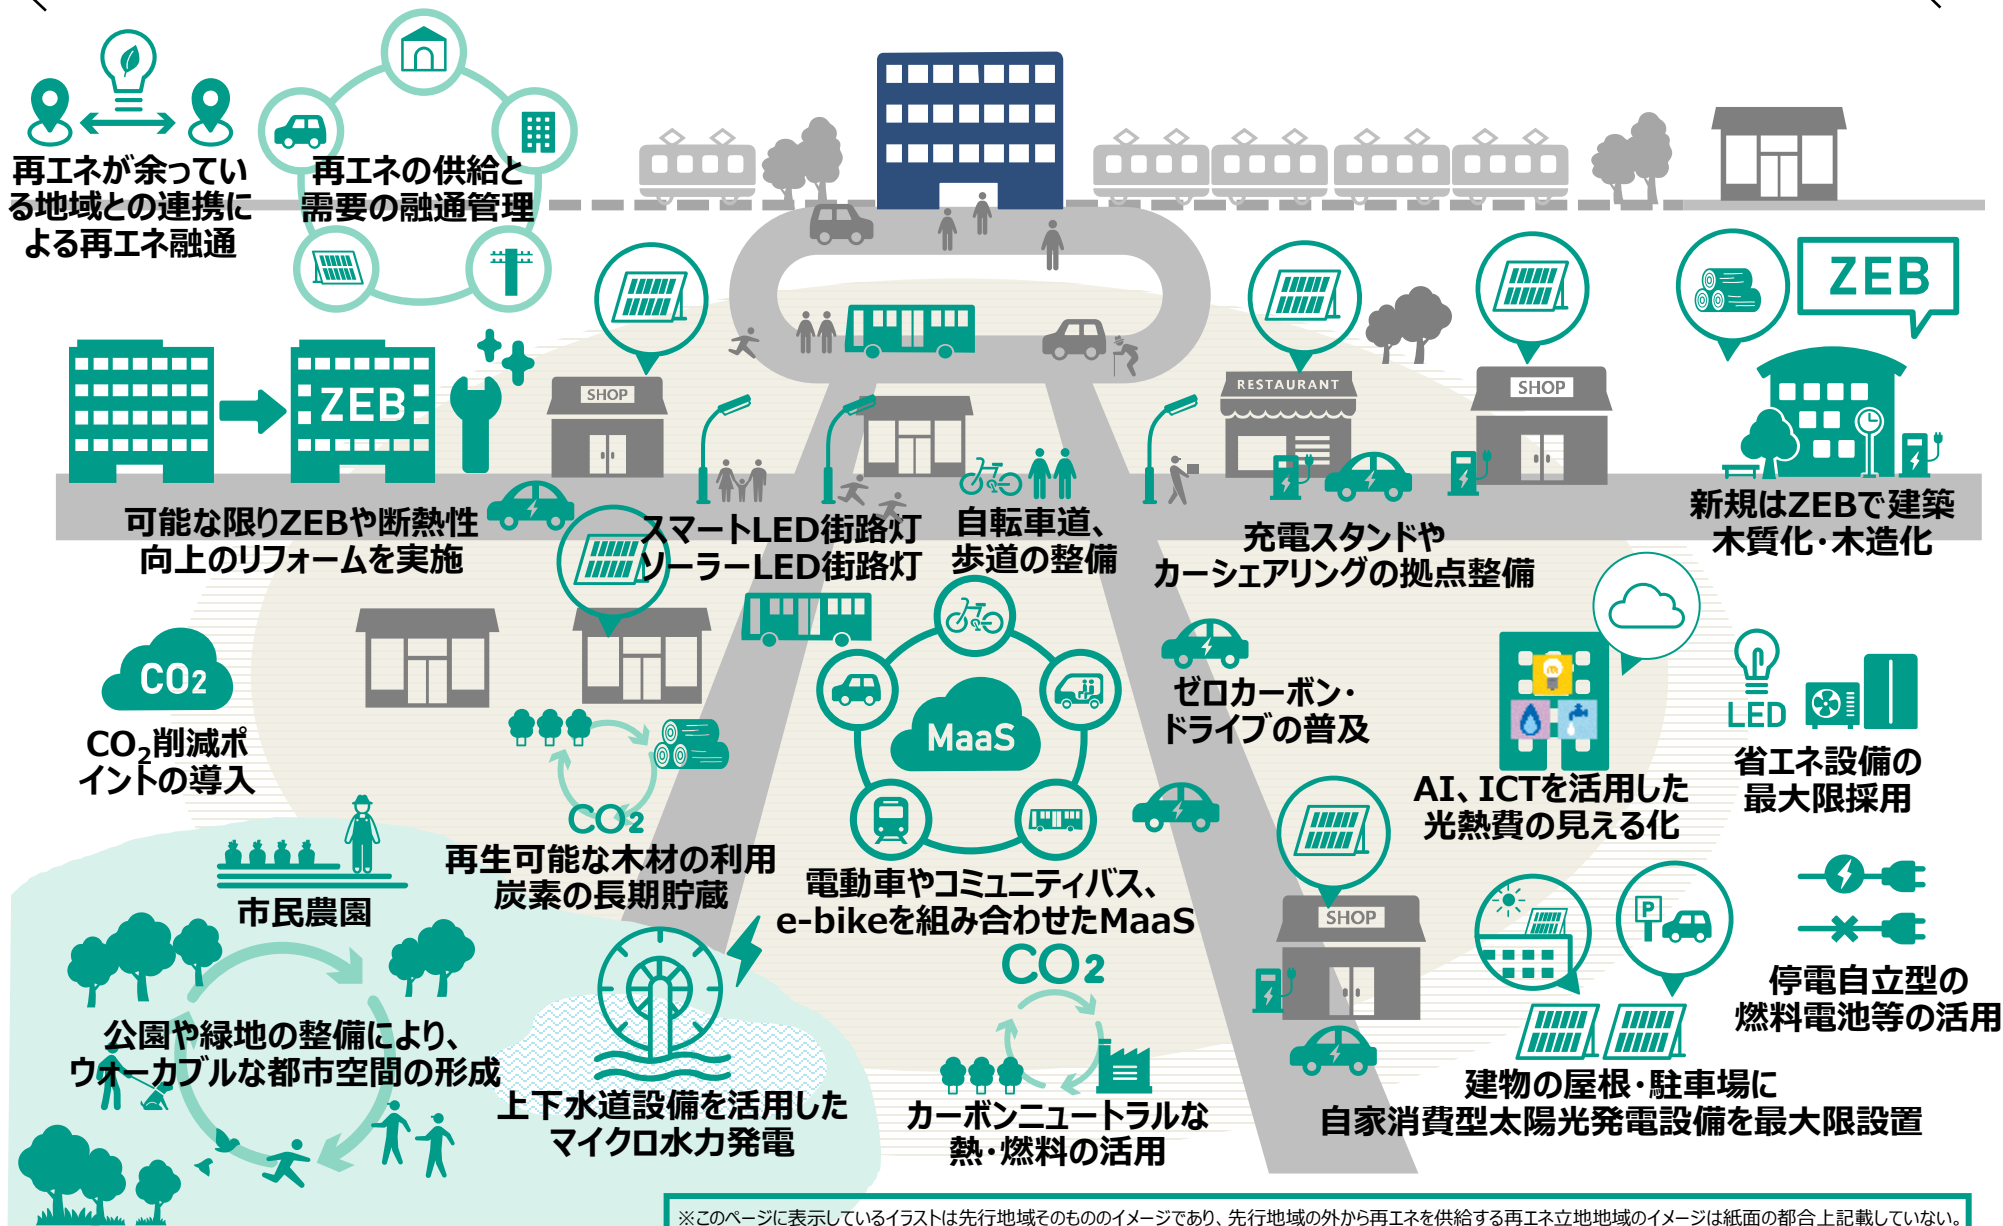 再エネが余ってい
る地域との連携に
よる再エネ融通
再エネの供給と
需要の融通管理
ZEB
ZEB
SHOP
RESTAURANT
SHOP
可能な限りZEBや断熱性
向上のリフォームを実施
スマートLED街路灯
ソーラーLED街路灯
自転車道、
歩道の整備
充電スタンドや
カーシェアリングの拠点整備
新規はZEBで建築
木質化・木造化
CO2
CO₂削減ポ
イントの導入
MaaS
ゼロカーボン・
ドライブの普及
AI、ICTを活用した
光熱費の見える化
LED
省エネ設備の
最大限採用
市民農園
CO2
再生可能な木材の利用
炭素の長期貯蔵
電動車やコミュニティバス、
e-bikeを組み合わせたMaaS
SHOP
P
停電自立型の
燃料電池等の活用
公園や緑地の整備により、
ウォーカブルな都市空間の形成
上下水道設備を活用した
マイクロ水力発電
CO2
カーボンニュートラルな
熱・燃料の活用
建物の屋根・駐車場に
自家消費型太陽光発電設備を最大限設置
※このページに表示しているイラストは先行地域そのもののイメージであり、先行地域の外から再エネを供給する再エネ立地地域のイメージは紙面の都合上記載していない。